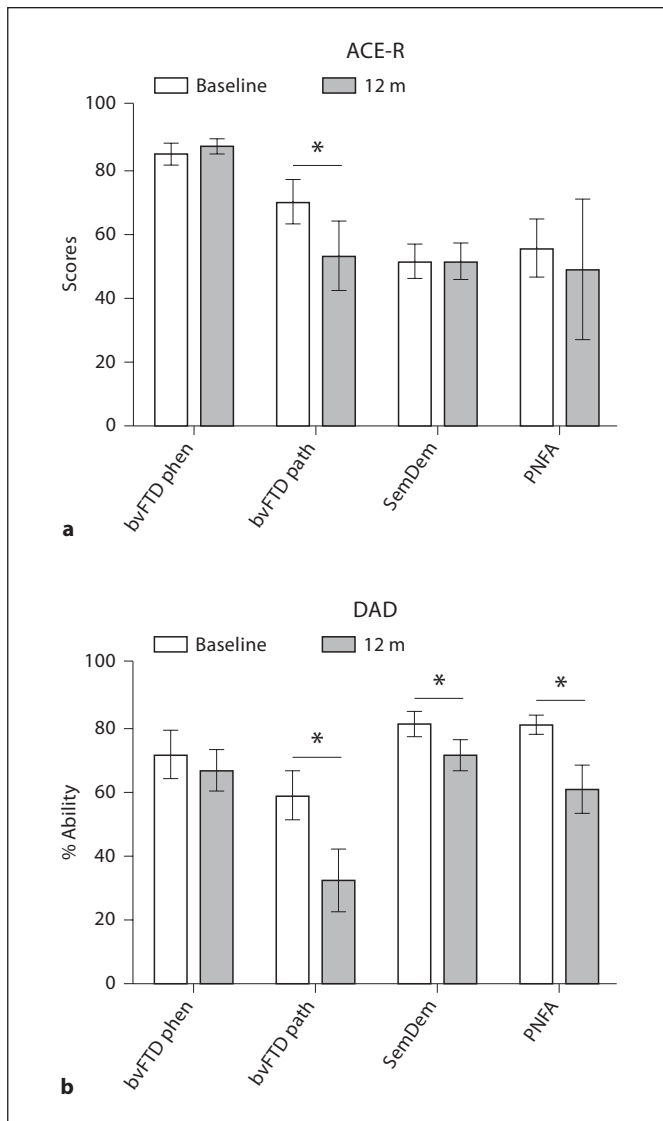 ACE-R
Baseline 12 m
100
80
60
40
20
0
Scores
*
bvFTD phen
bvFTD path
SemDem
PNFA
a
DAD
Baseline 12 m
100
80
60
40
20
0
% Ability
*
*
*
bvFTD phen
bvFTD path
SemDem
PNFA
b